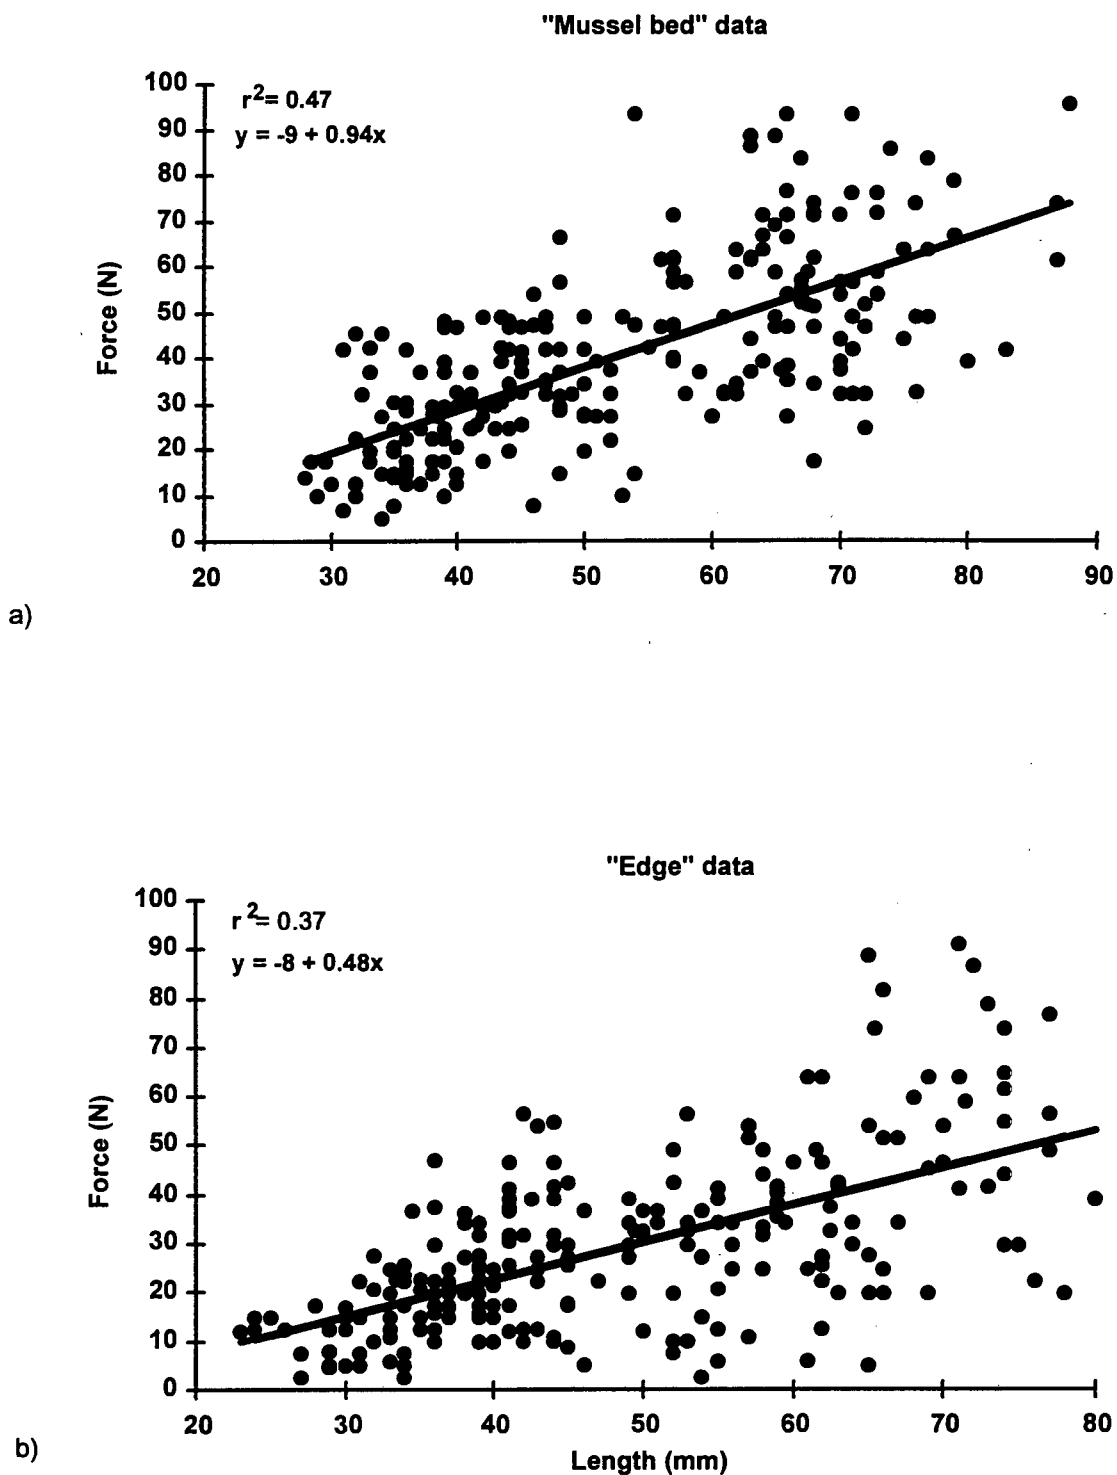 "Mussel bed" data
r²= 0.47
y = -9 + 0.94x
100
90
80
70
60
50
40
30
20
10
0
Force (N)
20 30 40 50 60 70 80 90
a)
"Edge" data
r²= 0.37
y = -8 + 0.48x
100
90
80
70
60
50
40
30
20
10
0
Force (N)
20 30 40 50 60 70 80
Length (mm)
b)